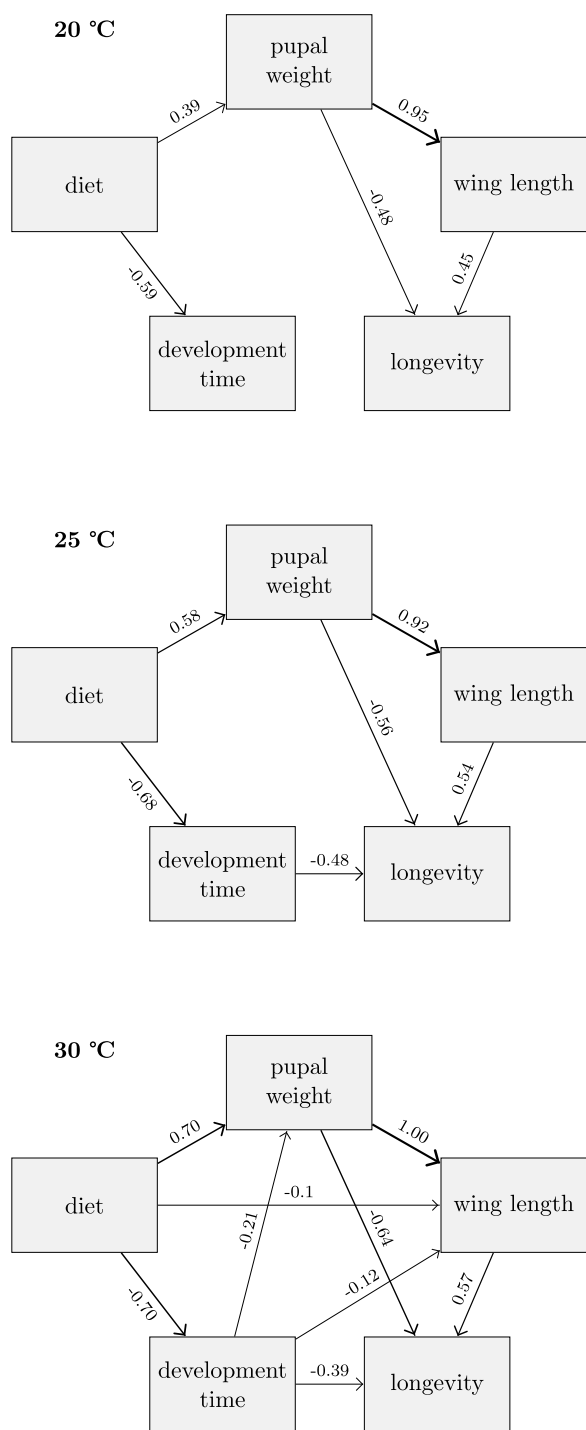 20 ℃
pupal
weight
0.39
0.95
diet
wing length
-0.48
-0.59
0.45
development
time
longevity
25 ℃
pupal
weight
0.58
0.92
diet
wing length
-0.56
-0.68
0.54
development
time
-0.48
longevity
30 ℃
pupal
weight
0.70
1.00
diet
-0.1
wing length
-0.21
-0.64
-0.70
-0.12
0.57
development
time
-0.39
longevity